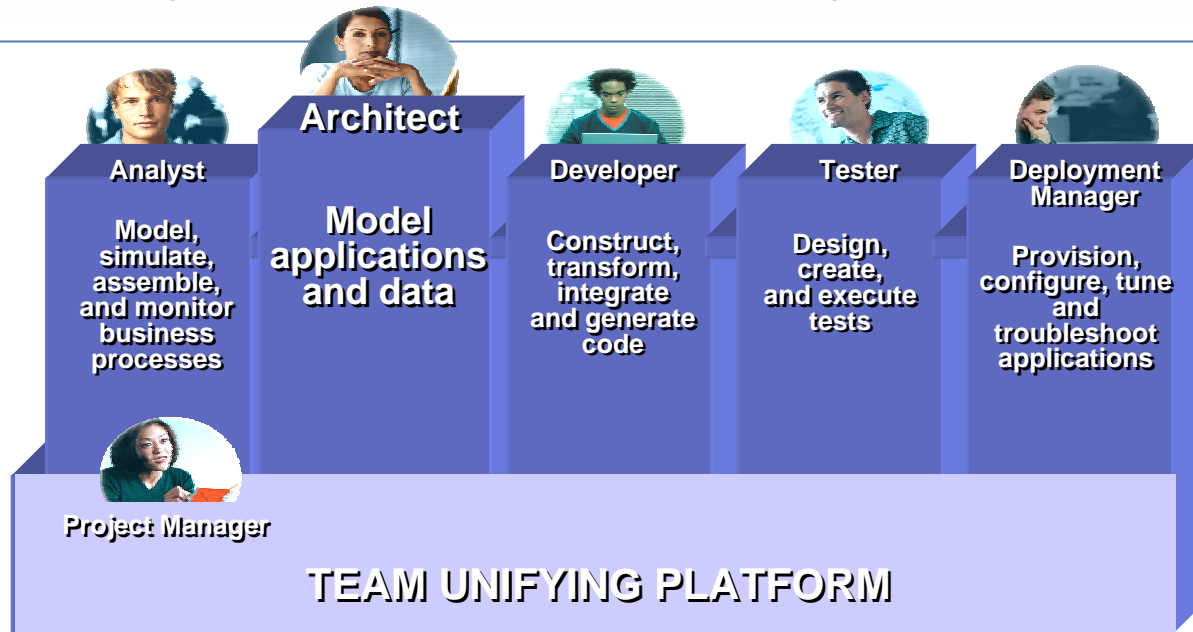 Architect
Analyst
Developer
Tester
Deployment
Manager
Model,
simulate,
assemble,
and monitor
business
processes
Model
applications
and data
Construct,
transform,
integrate
and generate
code
Design,
create,
and execute
tests
Provision,
configure, tune
and
troubleshoot
applications
Project Manager
TEAM UNIFYING PLATFORM